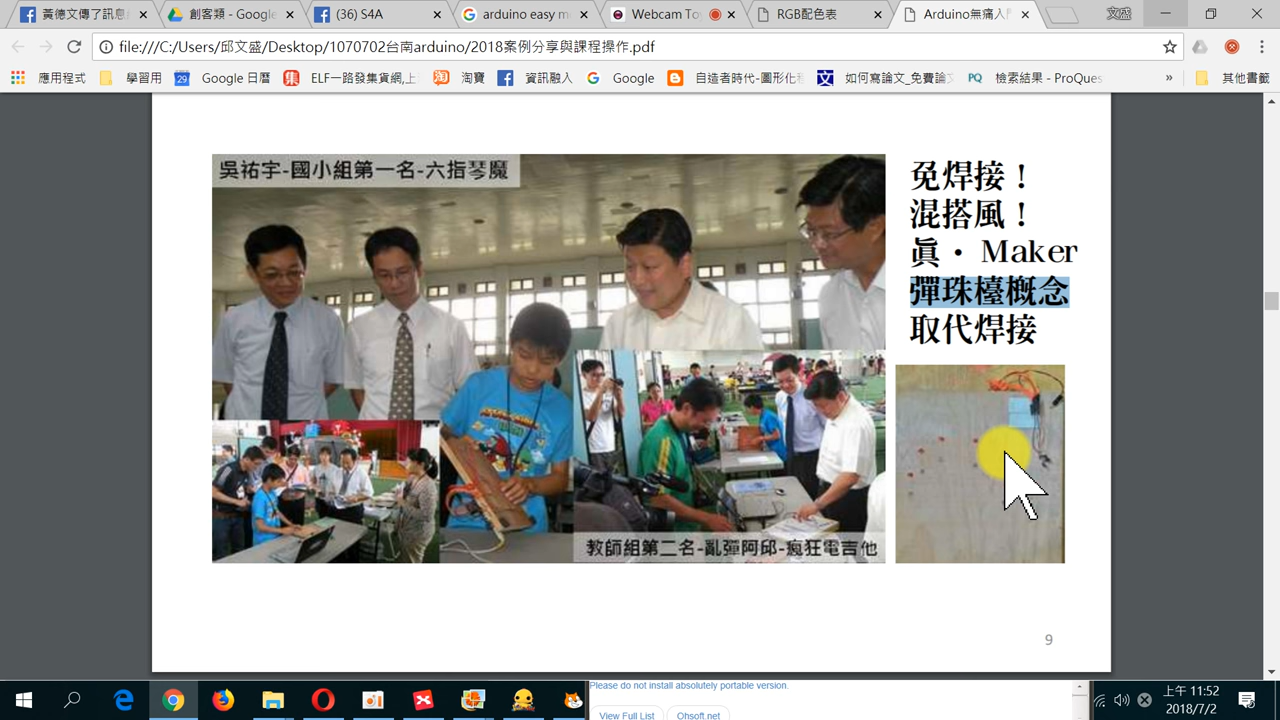 黃德文傳了訊息
創客類 - Google
(36) S4A
arduino easy m
Webcam To
RGB配色表
Arduino無痛入門
文盛
file:///C:/Users/邱文盛/Desktop/1070702台南arduino/2018案例分享與課程操作.pdf
應用程式
學習用
29
Google 日曆
集
ELF一路發集貨網,上
淘
淘寶
資訊融入
Google
自造者時代-圖形化
文
如何寫論文_免費論
PQ
檢索結果 - ProQues
»
其他書籤
吳祐宇-國小組第一名-六指琴魔
教師組第二名-亂彈阿邱-瘋狂電吉他
免焊接！
混搭風！
真‧Maker
彈珠檯概念
取代焊接
9
Please do not install absolutely portable version.
View Full List
Ohsoft.net
上午 11:52
2018/7/2